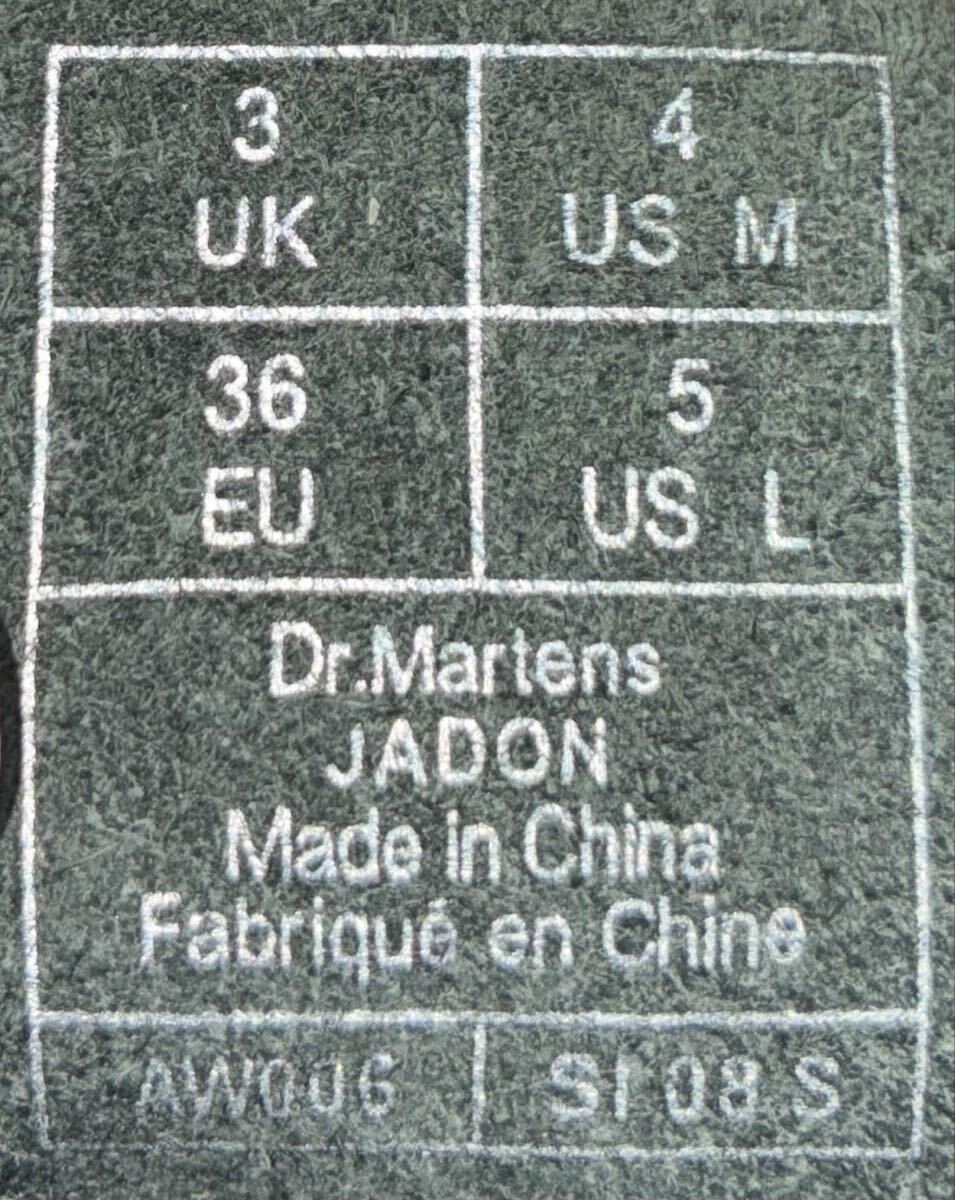 3
UK
4
US M
36
EU
5
US L
Dr.Martens
JADON
Made in China
Fabriqué en Chine
AW006
SI 08 S